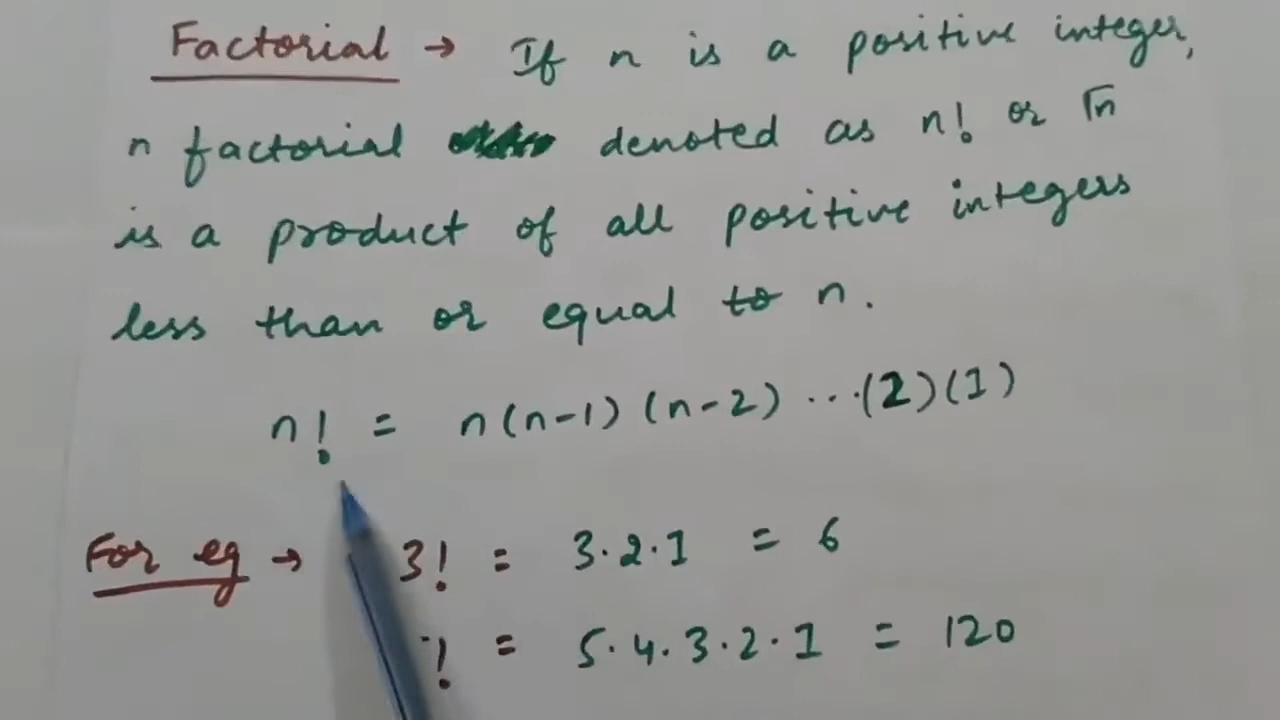 Factorial → If n is a positive integer,
n factorial denoted as n! or Γn
is a product of all positive integers
less than or equal to n.
n! = n(n-1)(n-2)...(2)(1)
For eg → 3! = 3.2.1 = 6
! = 5.4.3.2.1 = 120